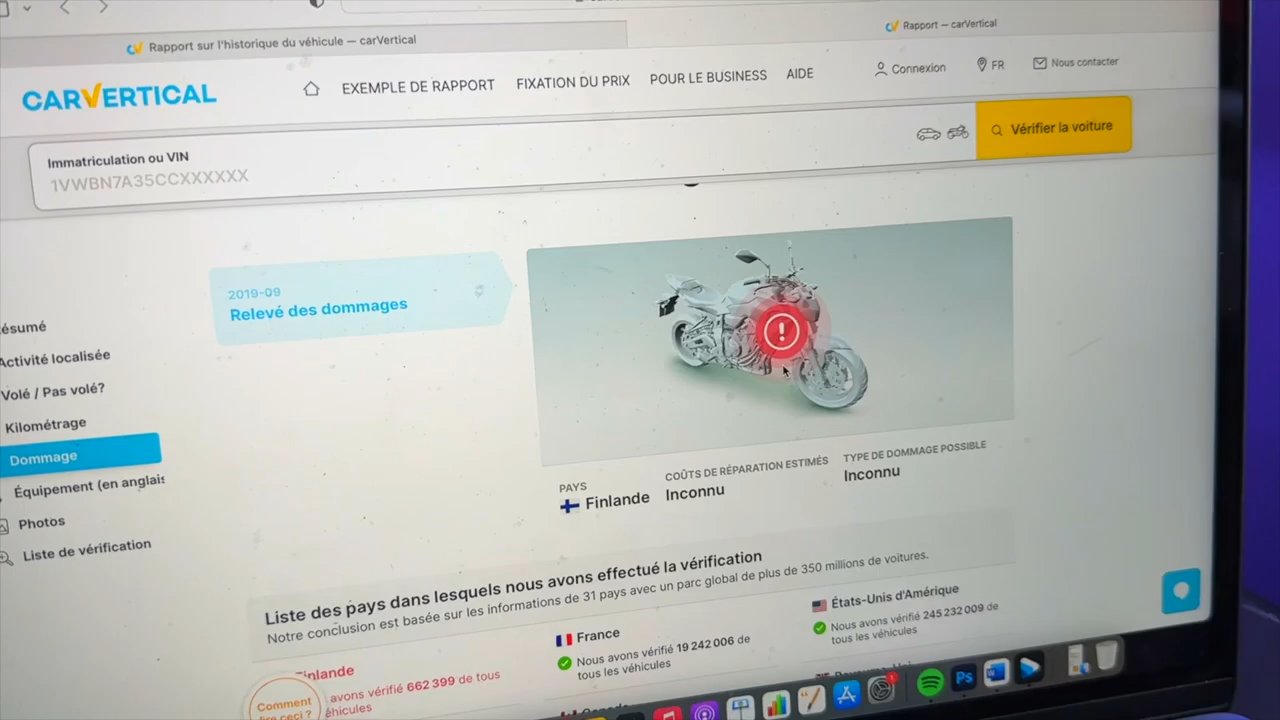 Rapport sur l'historique du véhicule — carVertical
Rapport — carVertical
CARVERTICAL
EXEMPLE DE RAPPORT
FIXATION DU PRIX
POUR LE BUSINESS
AIDE
Connexion
FR
Nous contacter
Immatriculation ou VIN
1VWBN7A35CCXXXXXX
Vérifier la voiture
2019-09
Relevé des dommages
ésumé
Activité localisée
Volé / Pas volé?
Kilométrage
Dommage
Équipement (en anglais
Photos
Liste de vérification
PAYS
Finlande
COÛTS DE RÉPARATION ESTIMÉS
Inconnu
TYPE DE DOMMAGE POSSIBLE
Inconnu
Liste des pays dans lesquels nous avons effectué la vérification
Notre conclusion est basée sur les informations de 31 pays avec un parc global de plus de 350 millions de voitures.
Finlande
avons vérifié 662 399 de tous
éhicules
France
Nous avons vérifié 19 242 006 de
tous les véhicules
États-Unis d'Amérique
Nous avons vérifié 245 232 009 de
tous les véhicules
Comment
lire ceci ?
Ps